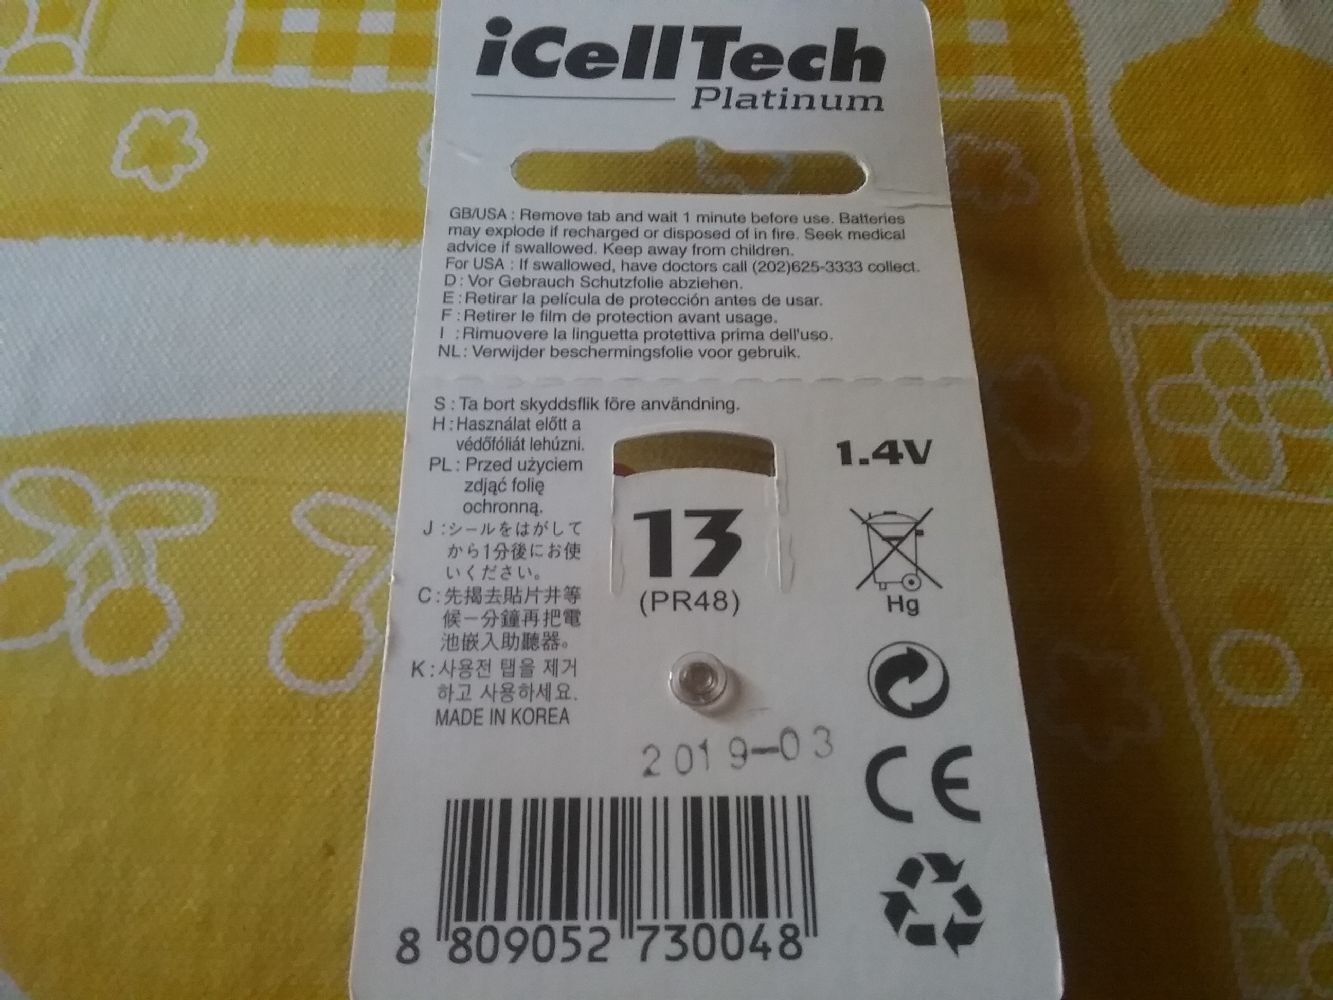 iCellTech
Platinum
GB/USA : Remove tab and wait 1 minute before use. Batteries
may explode if recharged or disposed of in fire. Seek medical
advice if swallowed. Keep away from children.
For USA : If swallowed, have doctors call (202)625-3333 collect.
D : Vor Gebrauch Schutzfolie abziehen.
E : Retirar la película de protección antes de usar.
F : Retirer le film de protection avant usage.
I : Rimuovere la linguetta protettiva prima dell'uso.
NL : Verwijder beschermingsfolie voor gebruik.
S : Ta bort skyddsflik före användning.
H : Használat előtt a
védőfóliát lehúzni.
PL : Przed użyciem
zdjąć folię
ochronną.
J : シールをはがして
から1分後にお使
いください。
C : 先揭去貼片并等
候一分鐘再把電
池嵌入助聽器。
K : 사용전 탭을 제거
하고 사용하세요.
MADE IN KOREA
1.4V
13
(PR48)
Hg
2019-03
CE
8 809052 730048